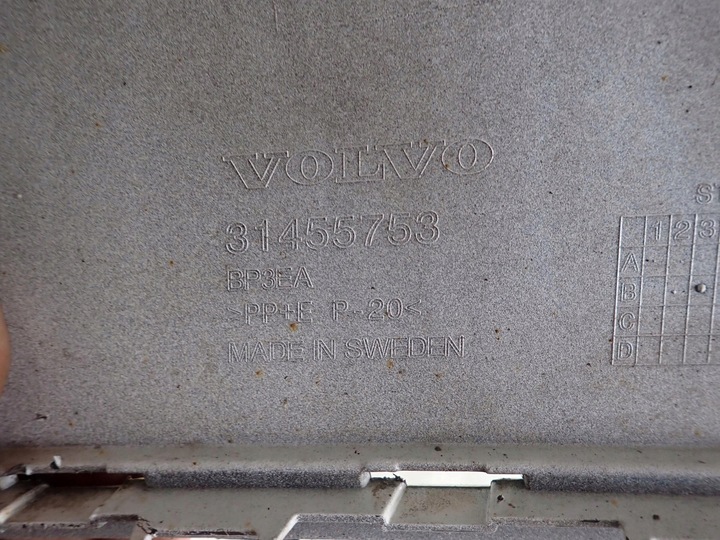 VOLVO
31455753
BP3EA
>PP+E P-20<
MADE IN SWEDEN
1 2 3
A
B
C
D